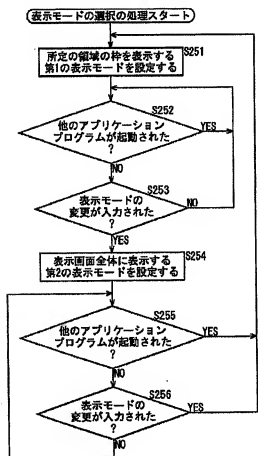 表示モードの選択の処理スタート
S251
所定の領域の枠を表示する
第1の表示モードを設定する
S252
他のアプリケーション
プログラムが起動された
?
YES
NO
S253
表示モードの
変更が入力された
?
NO
YES
S254
表示画面全体に表示する
第2の表示モードを設定する
S255
他のアプリケーション
プログラムが起動された
?
YES
NO
S256
表示モードの
変更が入力された
?
YES
NO